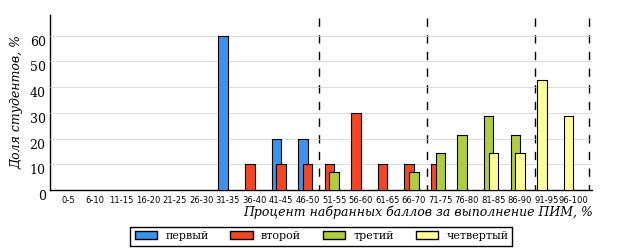 Доля студентов, %
60
50
40
30
20
10
0
0-5 6-10 11-15 16-20 21-25 26-30 31-35 36-40 41-45 46-50 51-55 56-60 61-65 66-70 71-75 76-80 81-85 86-90 91-95 96-100
Процент набранных баллов за выполнение ПИМ, %
первый второй третий четвертый